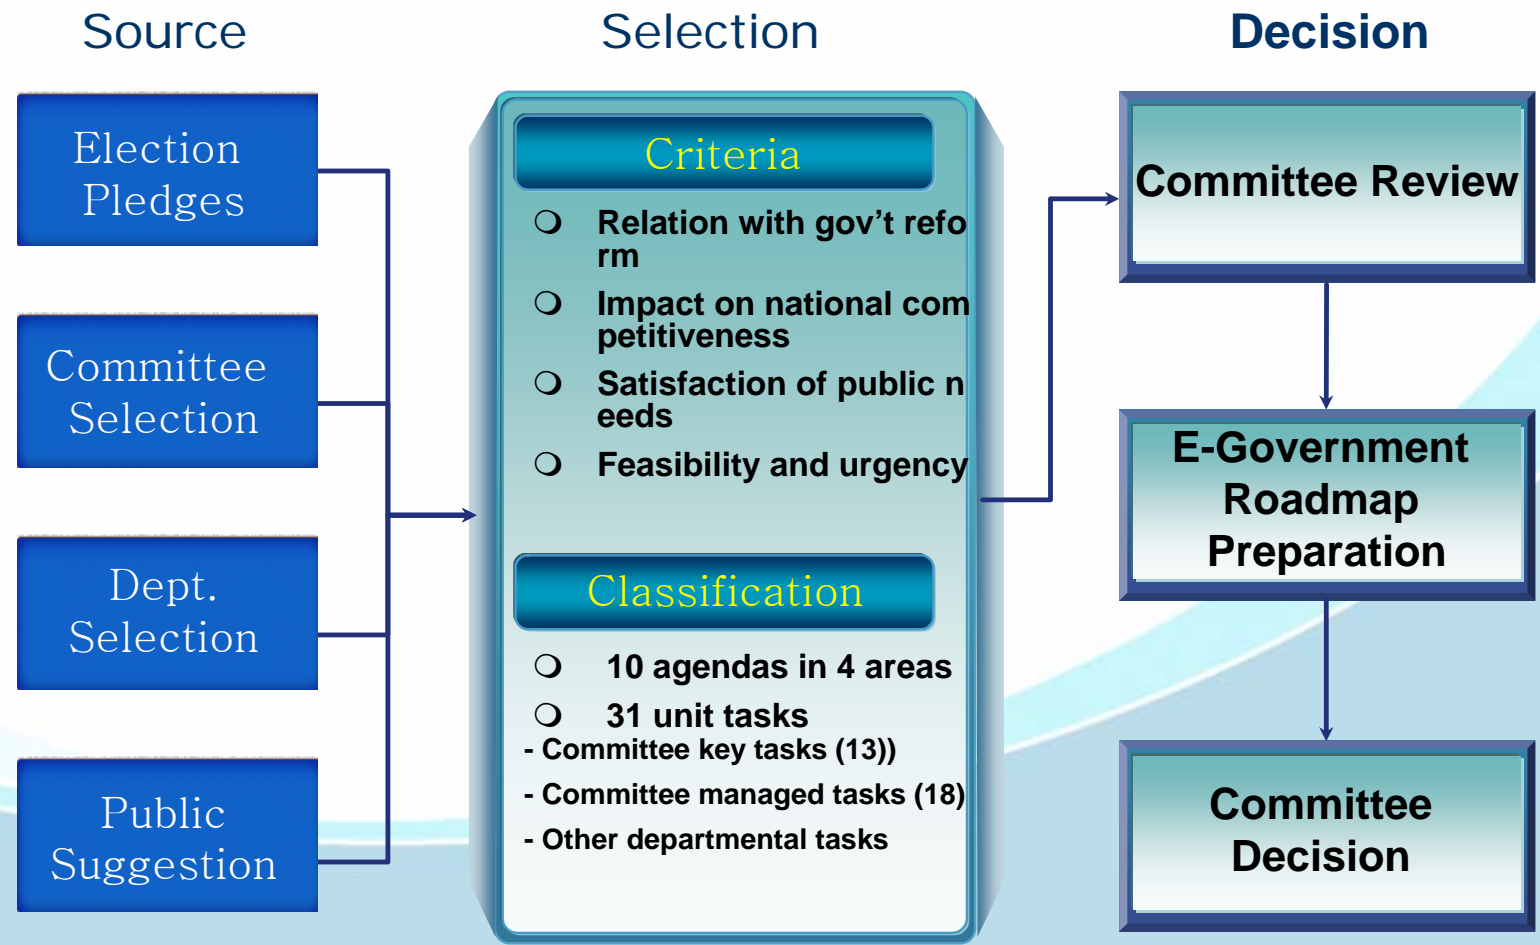 Source
Selection
Decision
Election
Pledges
Committee
Selection
Dept.
Selection
Public
Suggestion
Criteria
❍ Relation with gov’t refo
rm
❍ Impact on national com
petitiveness
❍ Satisfaction of public n
eeds
❍ Feasibility and urgency
Classification
❍ 10 agendas in 4 areas
❍ 31 unit tasks
- Committee key tasks (13))
- Committee managed tasks (18)
- Other departmental tasks
Committee Review
E-Government
Roadmap
Preparation
Committee
Decision